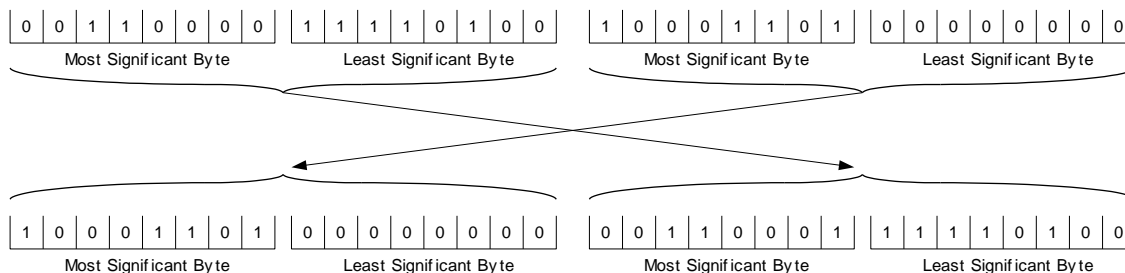 0 0 1 1 0 0 0 0 1 1 1 1 0 1 0 0 1 0 0 0 1 1 0 1 0 0 0 0 0 0 0 0
Most Significant Byte Least Significant Byte Most Significant Byte Least Significant Byte
1 0 0 0 1 1 0 1 0 0 0 0 0 0 0 0 0 0 1 1 0 0 0 1 1 1 1 1 0 1 0 0
Most Significant Byte Least Significant Byte Most Significant Byte Least Significant Byte